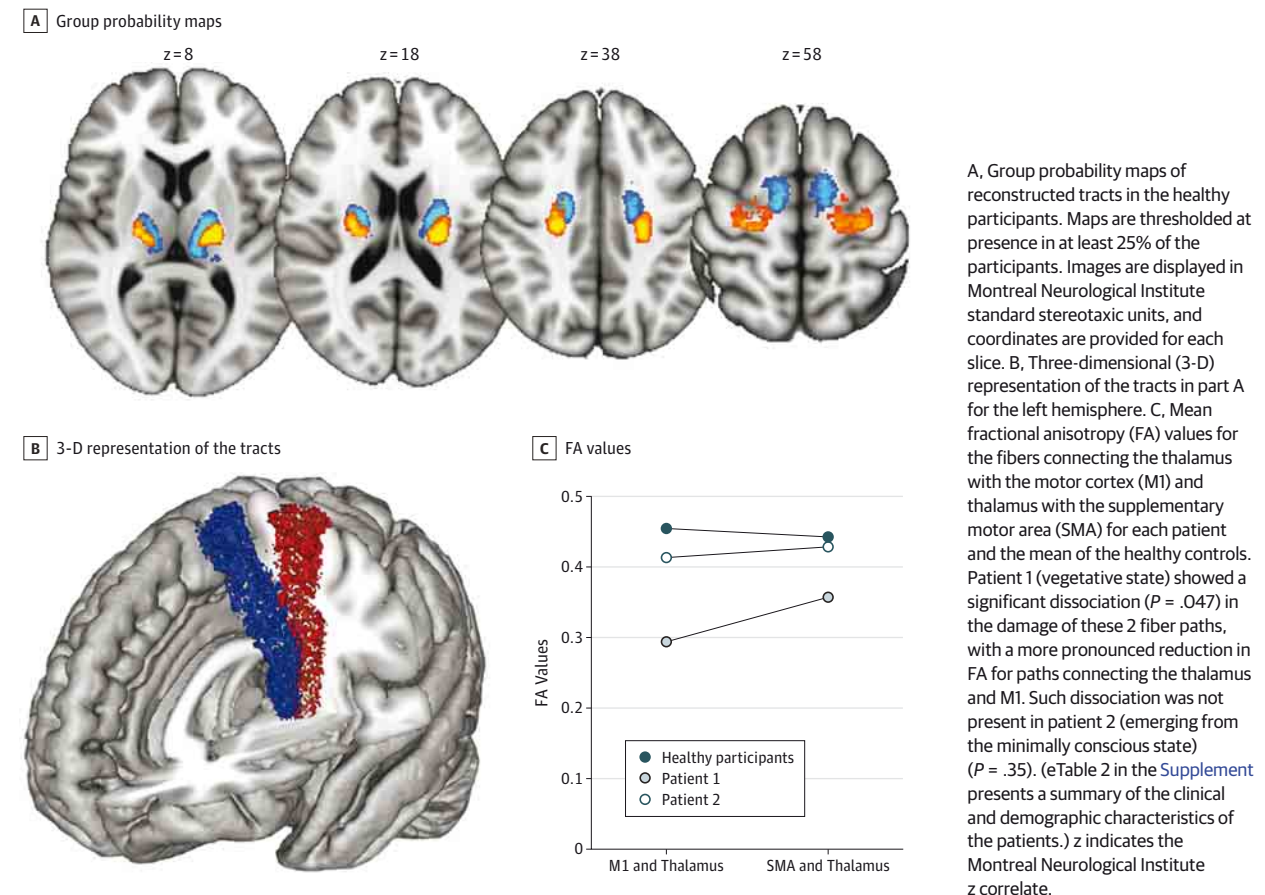 A Group probability maps
z=8
z=18
z=38
z=58
B 3-D representation of the tracts
C FA values
0.5
0.4
0.3
0.2
0.1
0
FA Values
Healthy participants
Patient 1
Patient 2
M1 and Thalamus
SMA and Thalamus
A, Group probability maps of
reconstructed tracts in the healthy
participants. Maps are thresholded at
presence in at least 25% of the
participants. Images are displayed in
Montreal Neurological Institute
standard stereotaxic units, and
coordinates are provided for each
slice. B, Three-dimensional (3-D)
representation of the tracts in part A
for the left hemisphere. C, Mean
fractional anisotropy (FA) values for
the fibers connecting the thalamus
with the motor cortex (M1) and
thalamus with the supplementary
motor area (SMA) for each patient
and the mean of the healthy controls.
Patient 1 (vegetative state) showed a
significant dissociation (P = .047) in
the damage of these 2 fiber paths,
with a more pronounced reduction in
FA for paths connecting the thalamus
and M1. Such dissociation was not
present in patient 2 (emerging from
the minimally conscious state)
(P = .35). (eTable 2 in the Supplement
presents a summary of the clinical
and demographic characteristics of
the patients.) z indicates the
Montreal Neurological Institute
z correlate.